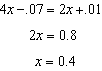 4x-.07 = 2x+.01
2x = 0.8
x = 0.4